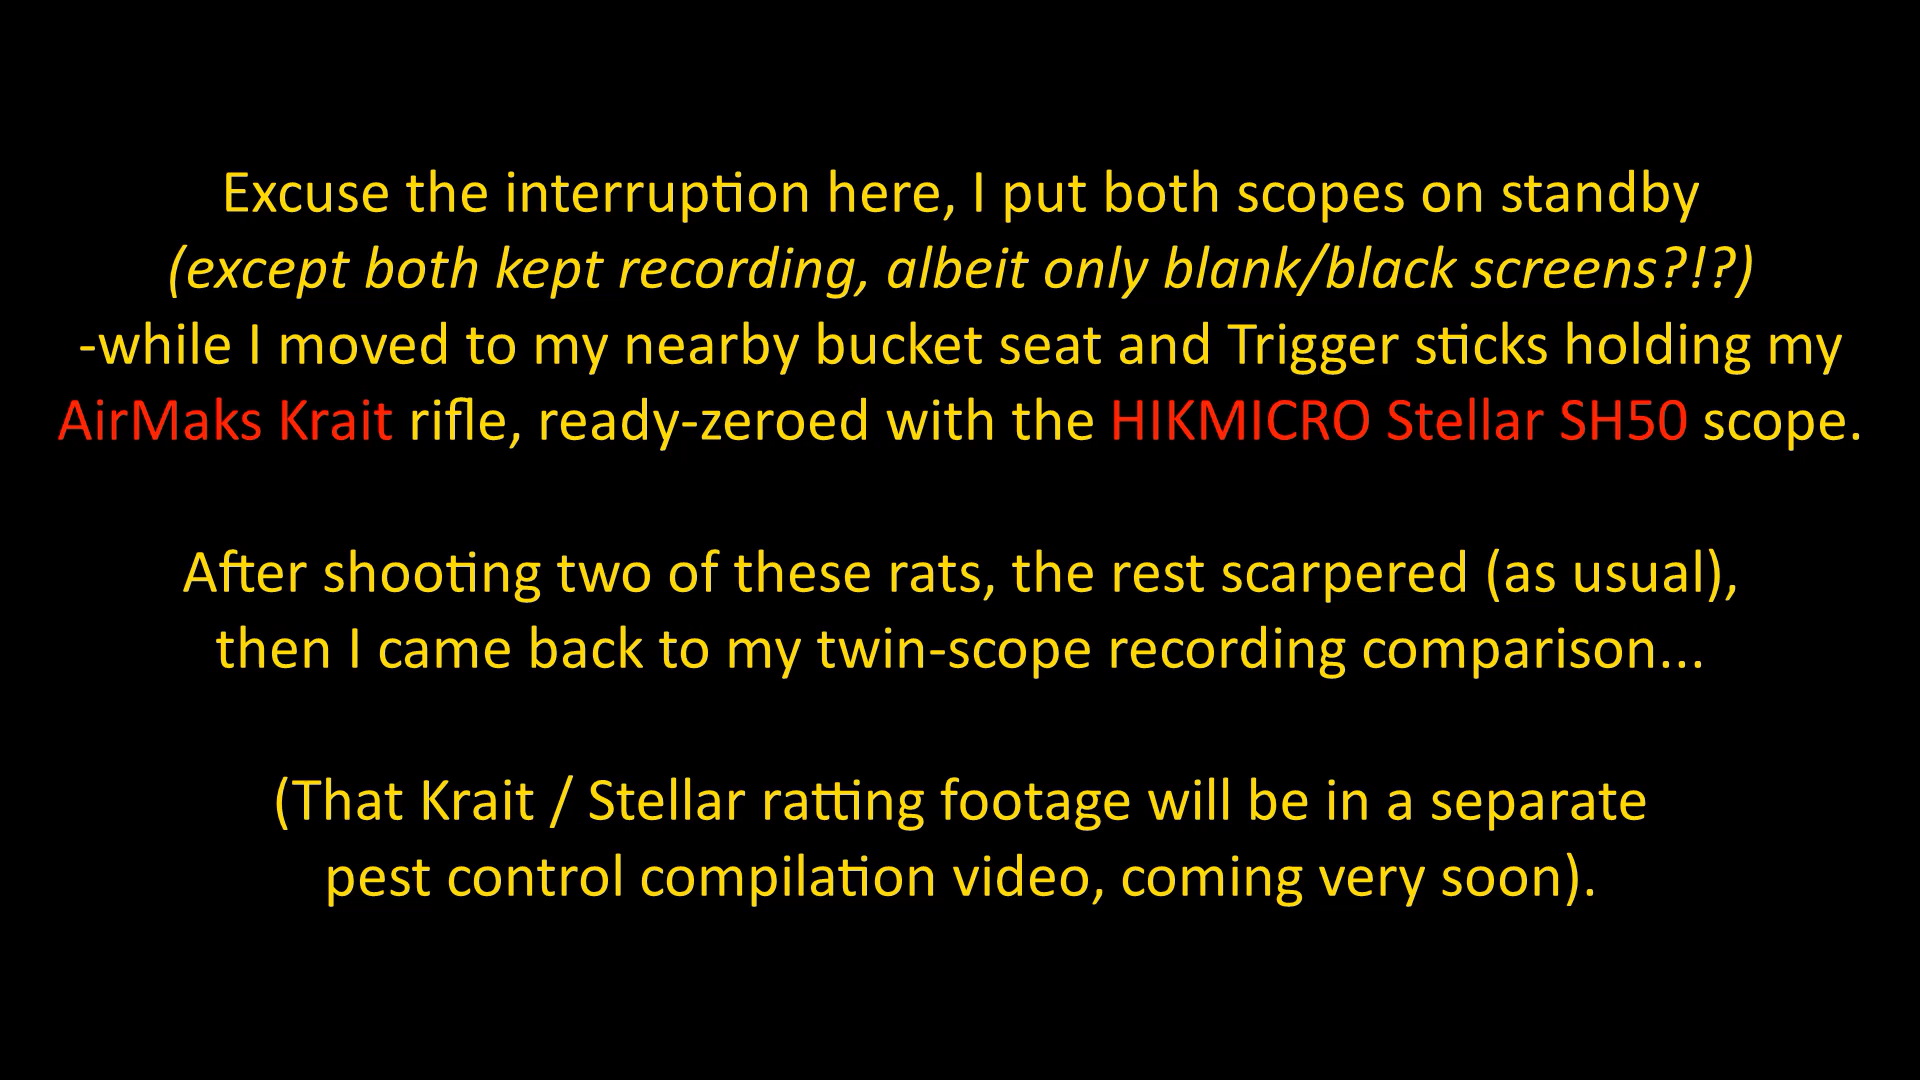 Excuse the interruption here, I put both scopes on standby
(except both kept recording, albeit only blank/black screens?!?)
-while I moved to my nearby bucket seat and Trigger sticks holding my
AirMaks Krait rifle, ready-zeroed with the HIKMICRO Stellar SH50 scope.
After shooting two of these rats, the rest scarpered (as usual),
then I came back to my twin-scope recording comparison...
(That Krait / Stellar ratting footage will be in a separate
pest control compilation video, coming very soon).